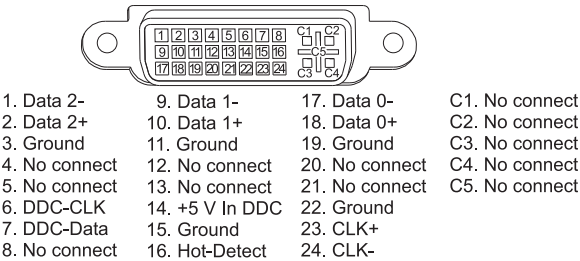 1 2 3 4 5 6 7 8 C1 C2
9 10 11 12 13 14 15 16 C5
17 18 19 20 21 22 23 24 C3 C4
1. Data 2- 9. Data 1- 17. Data 0- C1. No connect
2. Data 2+ 10. Data 1+ 18. Data 0+ C2. No connect
3. Ground 11. Ground 19. Ground C3. No connect
4. No connect 12. No connect 20. No connect C4. No connect
5. No connect 13. No connect 21. No connect C5. No connect
6. DDC-CLK 14. +5 V In DDC 22. Ground
7. DDC-Data 15. Ground 23. CLK+
8. No connect 16. Hot-Detect 24. CLK-